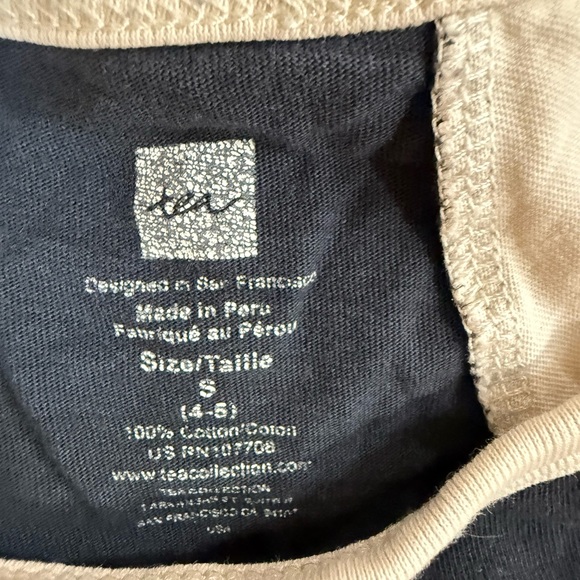 tea
Designed in San Francisco
Made in Peru
Fabriqué au Pérou
Size/Taille
S
(4-5)
100% Cotton/Coton
US RN107708
www.teacollection.com
TEA COLLECTION
SAN FRANCISCO CA
USA